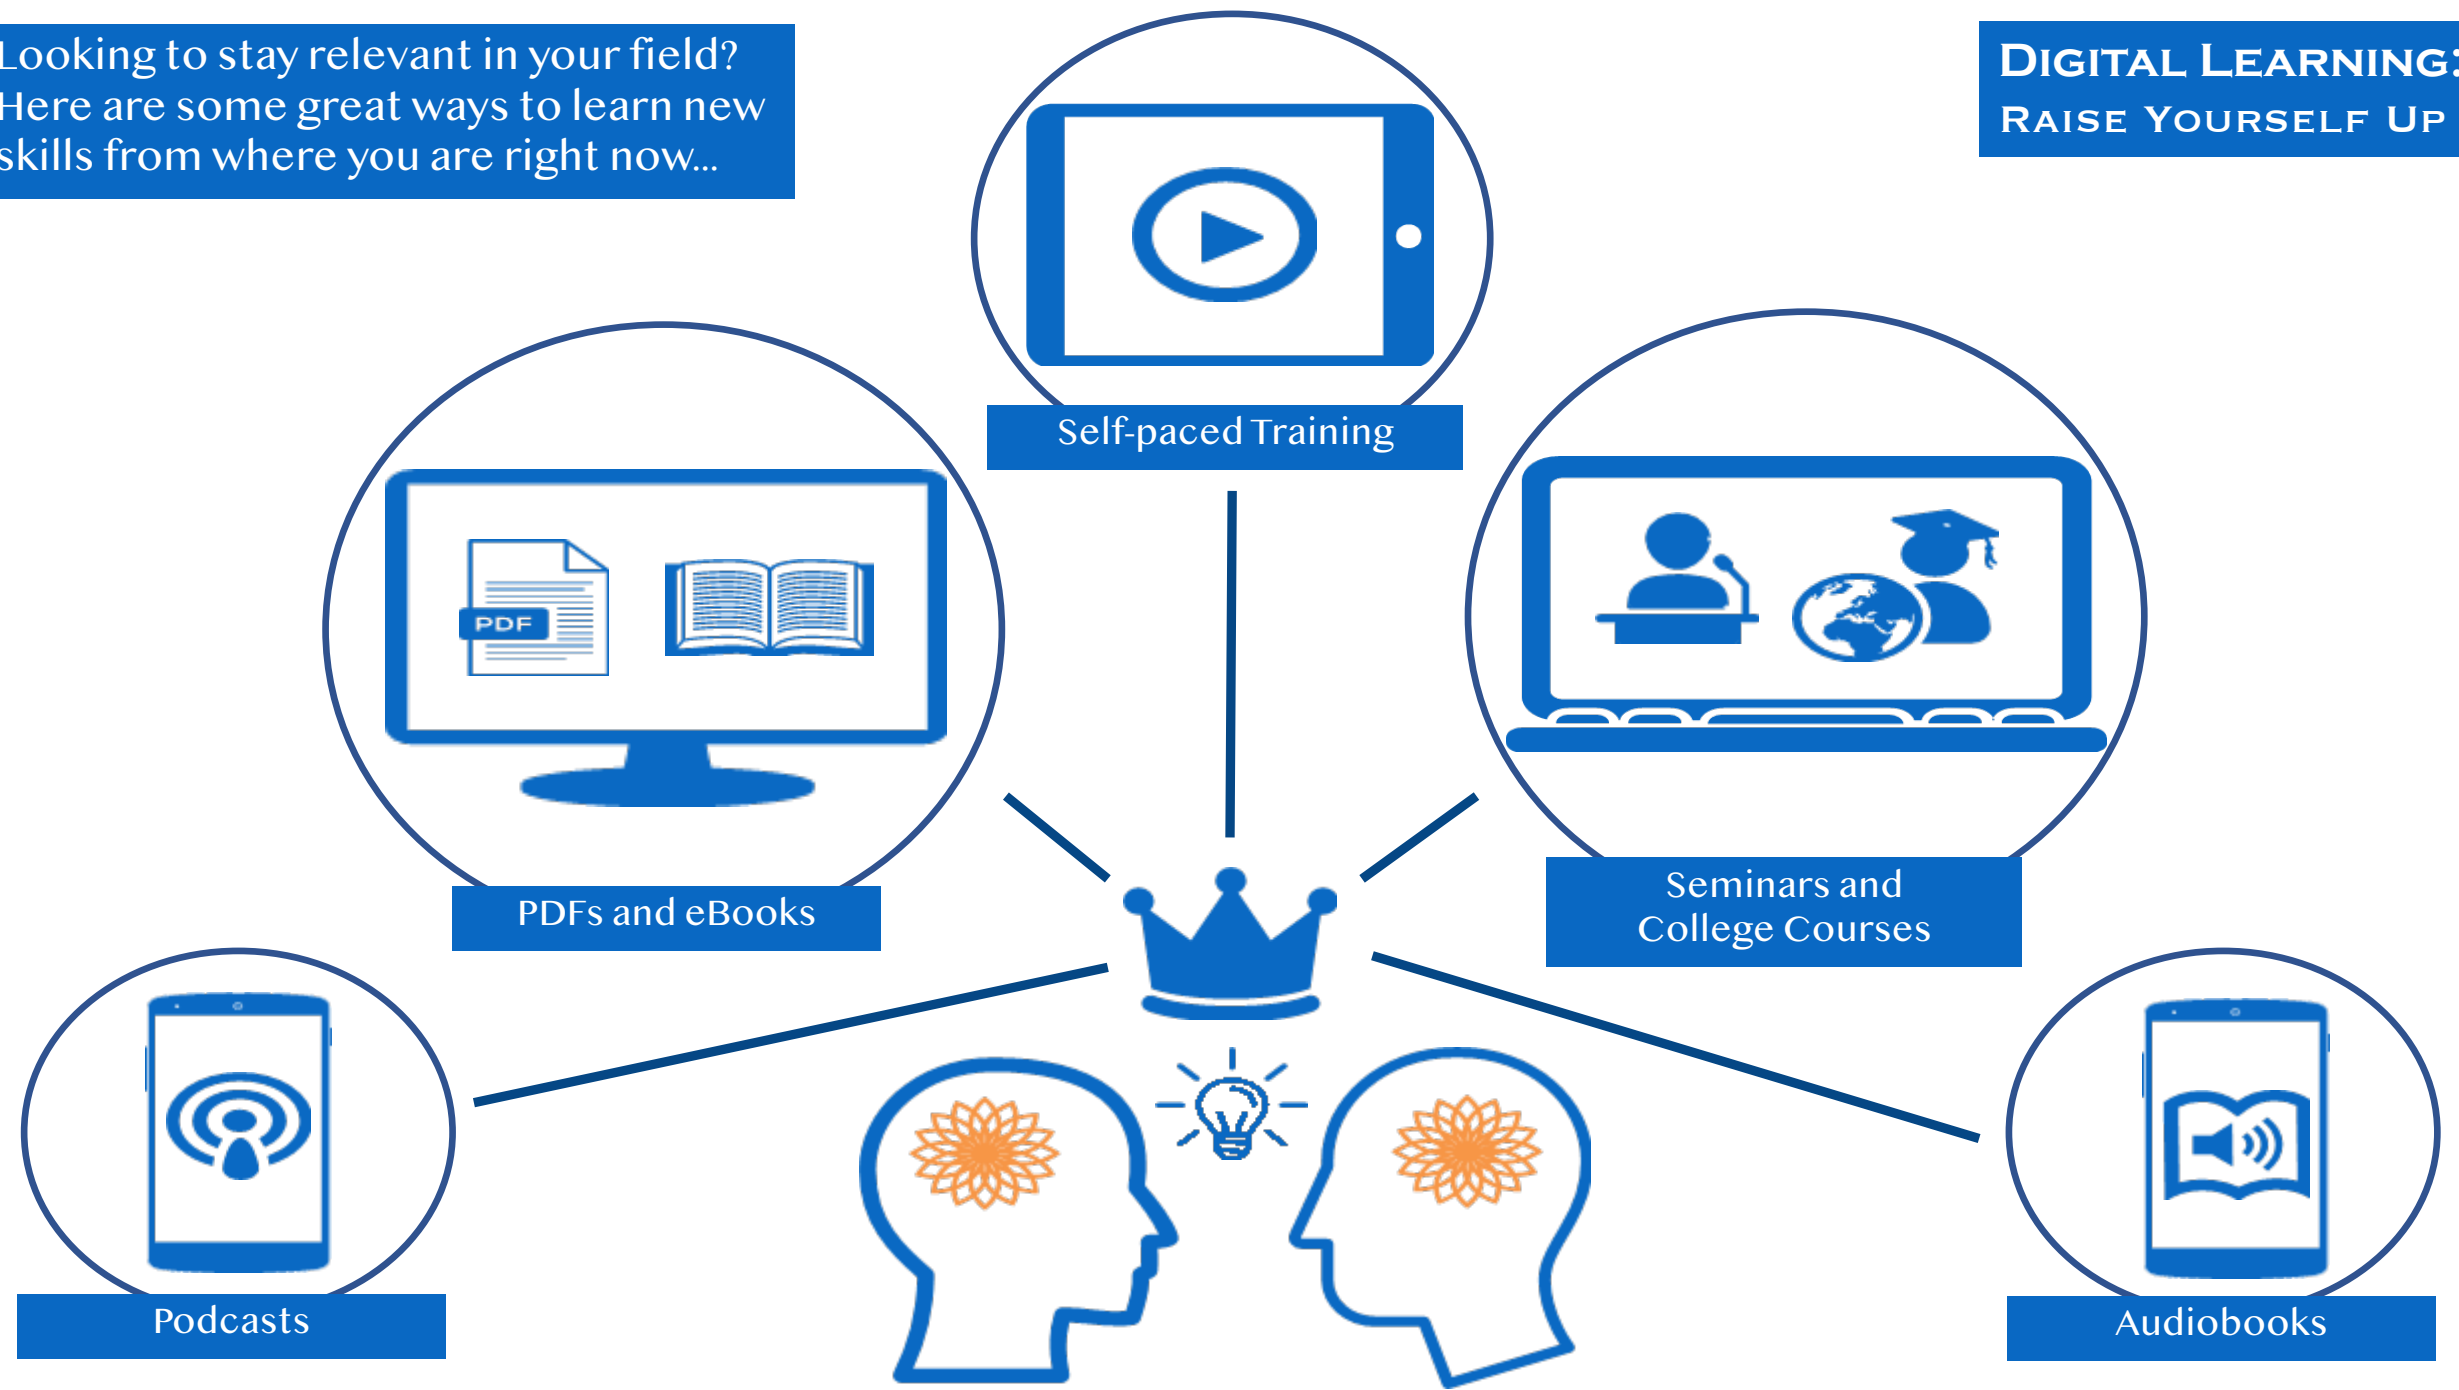 Looking to stay relevant in your field?
Here are some great ways to learn new
skills from where you are right now...
DIGITAL LEARNING:
RAISE YOURSELF UP
Self-paced Training
PDF
PDFs and eBooks
Seminars and
College Courses
Podcasts
Audiobooks